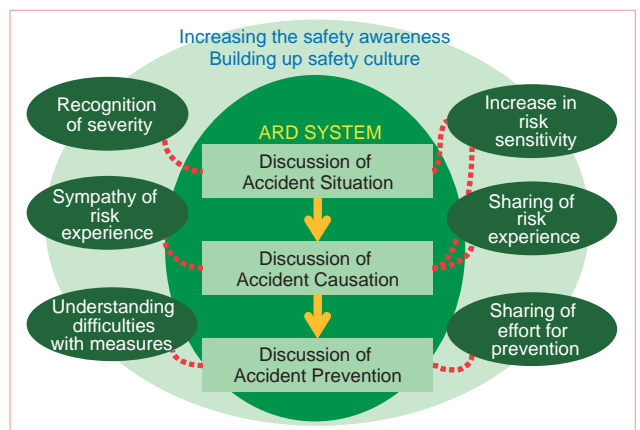 Increasing the safety awareness
Building up safety culture
Recognition
of severity
Increase in
risk
sensitivity
ARD SYSTEM
Discussion of
Accident Situation
Sympathy of
risk
experience
Sharing of
risk
experience
Discussion of
Accident Causation
Understanding
difficulties
with measures
Sharing of
effort for
prevention
Discussion of
Accident Prevention